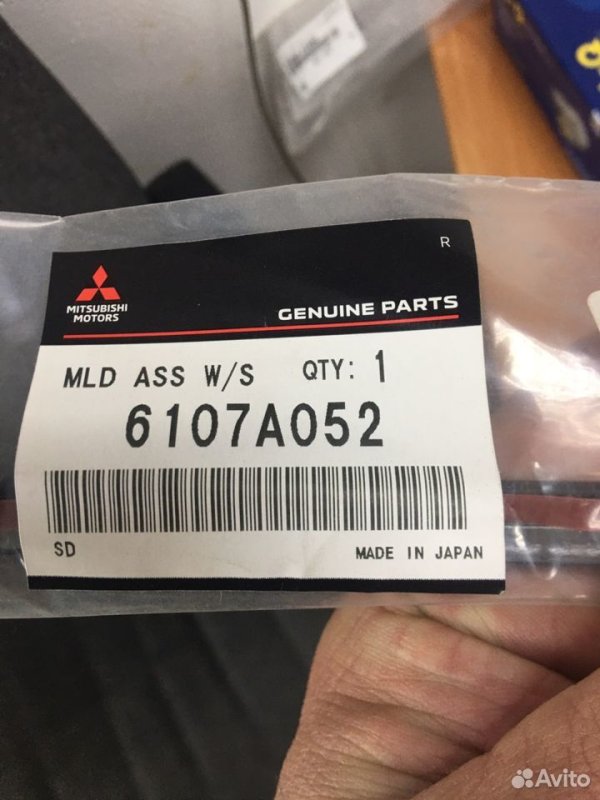 R
MITSUBISHI
MOTORS
GENUINE PARTS
MLD ASS W/S QTY: 1
6107A052
SD
MADE IN JAPAN
Avito